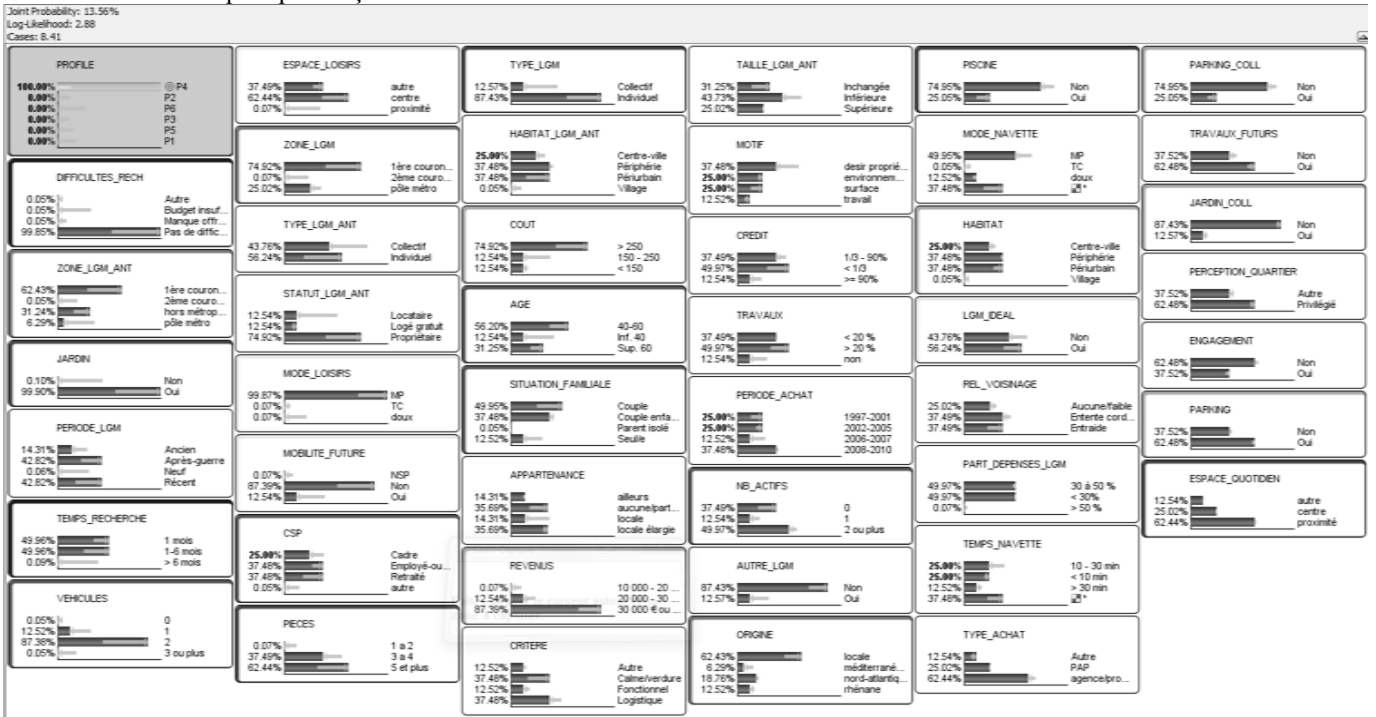 Joint Probability: 13.56%
Log-Likelihood: 2.88
Cases: 8.41
PROFILE
100.00% P4
0.00% P2
0.00% P6
0.00% P3
0.00% P5
0.00% P1
DIFFICULTES_RECH
0.05% Autre
0.05% Budget insuf...
0.05% Manque offr...
99.85% Pas de diffic...
ZONE_LGM_ANT
62.43% 1ère couron...
0.05% 2ème couro...
31.24% hors métrop...
6.29% pôle métro
JARDIN
0.10% Non
99.90% Oui
PERIODE_LGM
14.31% Ancien
42.82% Après-guerre
0.06% Neuf
42.82% Récent
TEMPS_RECHERCHE
49.96% 1 mois
49.96% 1-6 mois
0.09% > 6 mois
VEHICULES
0.05% 0
12.52% 1
87.38% 2
0.05% 3 ou plus
ESPACE_LOISIRS
37.49% autre
62.44% centre
0.07% proximité
ZONE_LGM
74.92% 1ère couron...
0.07% 2ème couro...
25.02% pôle métro
TYPE_LGM_ANT
43.76% Collectif
56.24% Individuel
STATUT_LGM_ANT
12.54% Locataire
12.54% Logé gratuit
74.92% Propriétaire
MODE_LOISIRS
99.87% MP
0.07% TC
0.07% doux
MOBILITE_FUTURE
0.07% NSP
87.39% Non
12.54% Oui
CSP
25.00% Cadre
37.48% Employé-ou...
37.48% Retraité
0.05% autre
PIECES
0.07% 1 a 2
37.49% 3 a 4
62.44% 5 et plus
TYPE_LGM
12.57% Collectif
87.43% Individuel
HABITAT_LGM_ANT
25.00% Centre-ville
37.48% Périphérie
37.48% Périurbain
0.05% Village
COUT
74.92% > 250
12.54% 150 - 250
12.54% < 150
AGE
56.20% 40-60
12.54% Inf. 40
31.25% Sup. 60
SITUATION_FAMILIALE
49.95% Couple
37.48% Couple enfa...
0.05% Parent isolé
12.52% Seul/e
APPARTENANCE
14.31% ailleurs
35.69% aucune/part...
14.31% locale
35.69% locale élargie
REVENUS
0.07% 10 000 - 20 ...
12.54% 20 000 - 30 ...
87.39% 30 000 € ou ...
CRITERE
12.52% Autre
37.48% Calme/verdure
12.52% Fonctionnel
37.48% Logistique
TAILLE_LGM_ANT
31.25% Inchangée
43.73% Inférieure
25.02% Supérieure
MOTIF
37.48% desir proprié...
25.00% environnem...
25.00% surface
12.52% travail
CREDIT
37.49% 1/3 - 90%
49.97% < 1/3
12.54% >= 90%
TRAVAUX
37.49% < 20 %
49.97% > 20 %
12.54% non
PERIODE_ACHAT
25.00% 1997-2001
25.00% 2002-2005
12.52% 2006-2007
37.48% 2008-2010
NB_ACTIFS
37.49% 0
12.54% 1
49.97% 2 ou plus
AUTRE_LGM
87.43% Non
12.57% Oui
ORIGINE
62.43% locale
6.29% méditerrané...
18.76% nord-atlantiq...
12.52% rhénane
PISCINE
74.95% Non
25.05% Oui
MODE_NAVETTE
49.95% MP
0.05% TC
12.52% doux
37.48% *
HABITAT
25.00% Centre-ville
37.48% Périphérie
37.48% Périurbain
0.05% Village
LGM_IDEAL
43.76% Non
56.24% Oui
REL_VOISINAGE
25.02% Aucune/faible
37.49% Entente cord...
37.49% Entraide
PART_DEPENSES_LGM
49.97% 30 à 50 %
49.97% < 30%
0.07% > 50 %
TEMPS_NAVETTE
25.00% 10 - 30 min
25.00% < 10 min
12.52% > 30 min
37.48% *
TYPE_ACHAT
12.54% Autre
25.02% PAP
62.44% agence/pro...
PARKING_COLL
74.95% Non
25.05% Oui
TRAVAUX_FUTURS
37.52% Non
62.48% Oui
JARDIN_COLL
87.43% Non
12.57% Oui
PERCEPTION_QUARTIER
37.52% Autre
62.48% Privilégié
ENGAGEMENT
62.48% Non
37.52% Oui
PARKING
37.52% Non
62.48% Oui
ESPACE_QUOTIDIEN
12.54% autre
25.02% centre
62.44% proximité